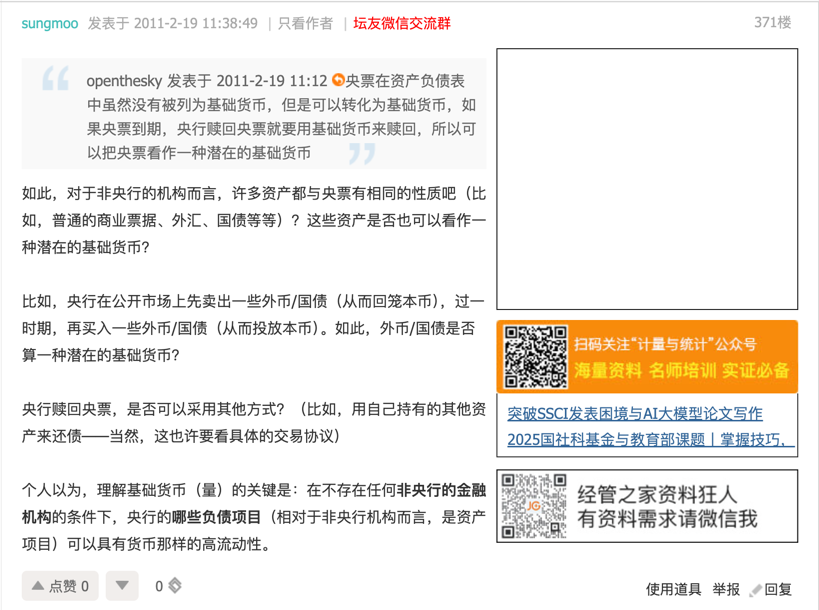 sungmoo 发表于 2011-2-19 11:38:49 | 只看作者 | 坛友微信交流群
371楼
openthesky 发表于 2011-2-19 11:12 央票在资产负债表
中虽然没有被列为基础货币，但是可以转化为基础货币，如
果央票到期，央行赎回央票就要用基础货币来赎回，所以可
以把央票看作一种潜在的基础货币
如此，对于非央行的机构而言，许多资产都与央票有相同的性质吧（比
如，普通的商业票据、外汇、国债等等）？这些资产是否也可以看作一
种潜在的基础货币？
比如，央行在公开市场上先卖出一些外币/国债（从而回笼本币），过一
时期，再买入一些外币/国债（从而投放本币）。如此，外币/国债是否
算一种潜在的基础货币？
央行赎回央票，是否可以采用其他方式？（比如，用自己持有的其他资
产来还债——当然，这也许要看具体的交易协议）
个人以为，理解基础货币（量）的关键是：在不存在任何非央行的金融
机构的条件下，央行的哪些负债项目（相对于非央行机构而言，是资产
项目）可以具有货币那样的高流动性。
扫码关注“计量与统计”公众号
海量资料 名师培训 实证必备
突破SSCI发表困境与AI大模型论文写作
2025国社科基金与教育部课题丨掌握技巧，
JG
经管之家资料狂人
有资料需求请微信我
点赞 0
0
使用道具 举报 回复